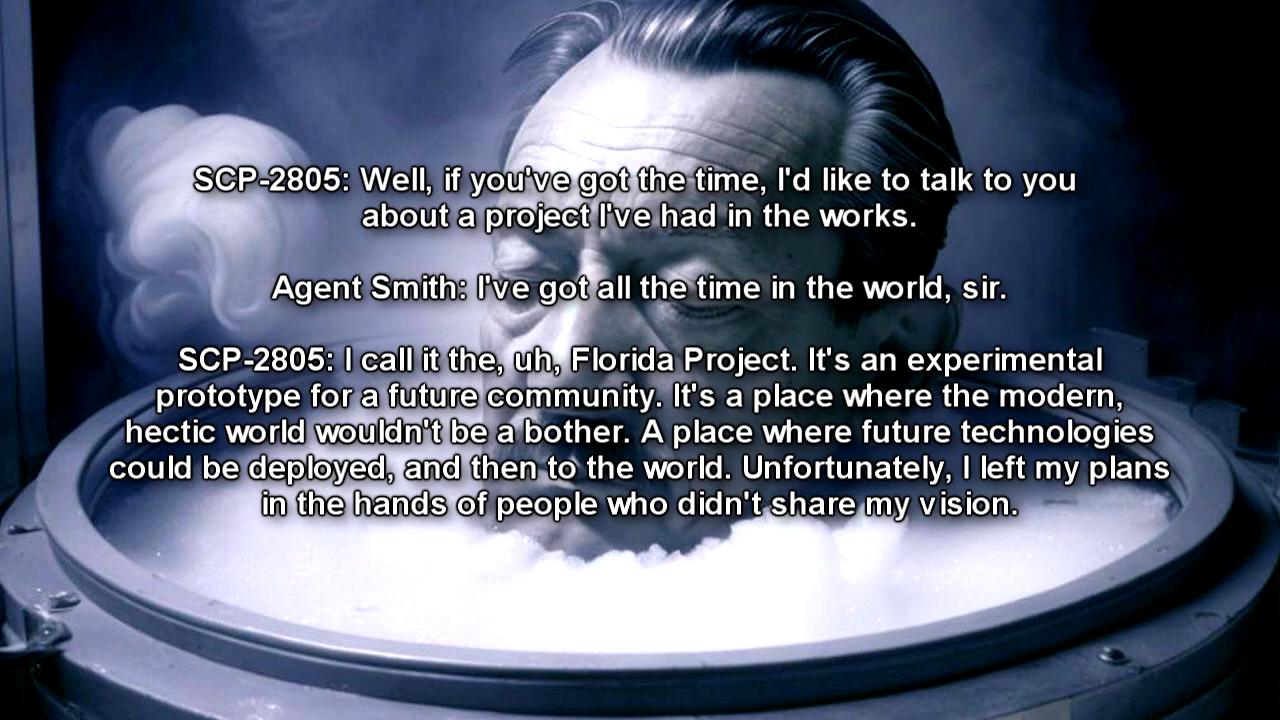 SCP-2805: Well, if you've got the time, I'd like to talk to you
about a project I've had in the works.
Agent Smith: I've got all the time in the world, sir.
SCP-2805: I call it the, uh, Florida Project. It's an experimental
prototype for a future community. It's a place where the modern,
hectic world wouldn't be a bother. A place where future technologies
could be deployed, and then to the world. Unfortunately, I left my plans
in the hands of people who didn't share my vision.